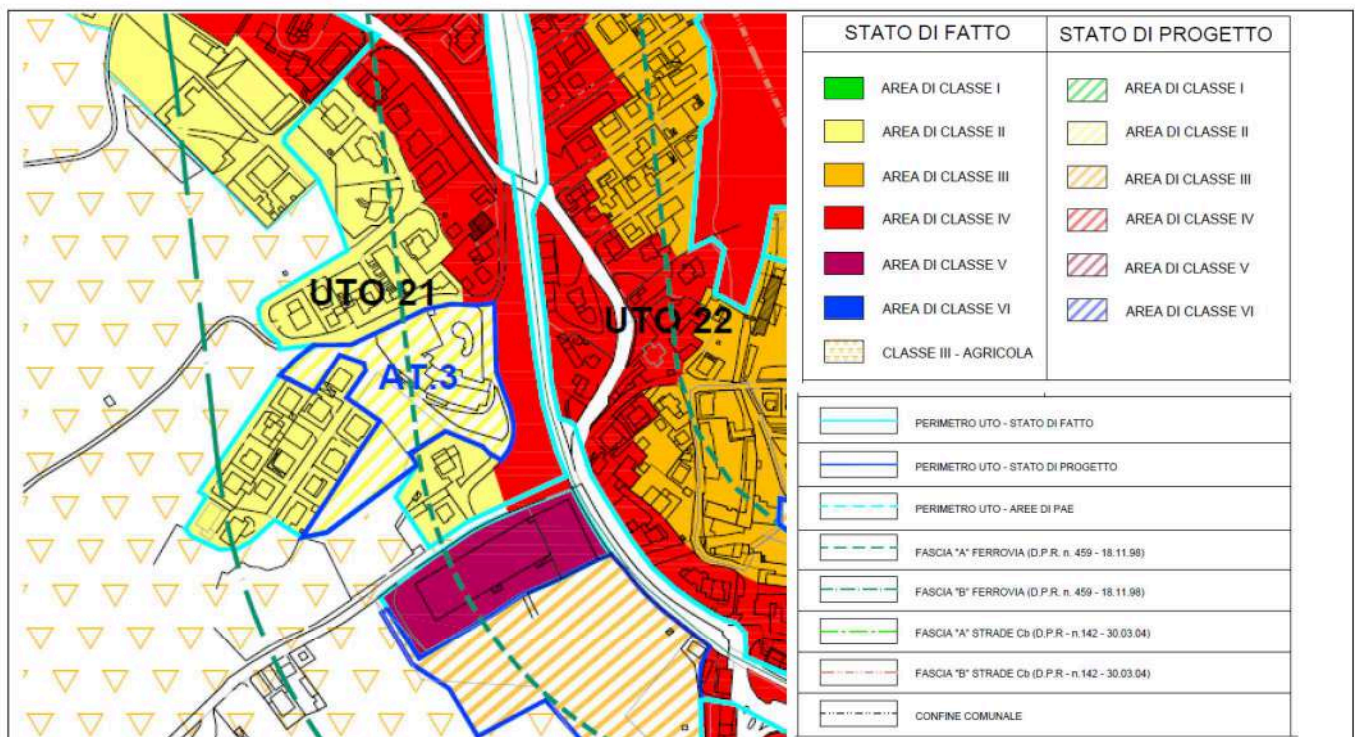 UTO 21
UTO 22
AT.3
STATO DI FATTO
STATO DI PROGETTO
AREA DI CLASSE I
AREA DI CLASSE I
AREA DI CLASSE II
AREA DI CLASSE II
AREA DI CLASSE III
AREA DI CLASSE III
AREA DI CLASSE IV
AREA DI CLASSE IV
AREA DI CLASSE V
AREA DI CLASSE V
AREA DI CLASSE VI
AREA DI CLASSE VI
CLASSE III - AGRICOLA
PERIMETRO UTO - STATO DI FATTO
PERIMETRO UTO - STATO DI PROGETTO
PERIMETRO UTO - AREE DI PAE
FASCIA "A" FERROVIA (D.P.R. n. 459 - 18.11.98)
FASCIA "B" FERROVIA (D.P.R. n. 459 - 18.11.98)
FASCIA "A" STRADE Cb (D.P.R - n.142 - 30.03.04)
FASCIA "B" STRADE Cb (D.P.R - n.142 - 30.03.04)
CONFINE COMUNALE